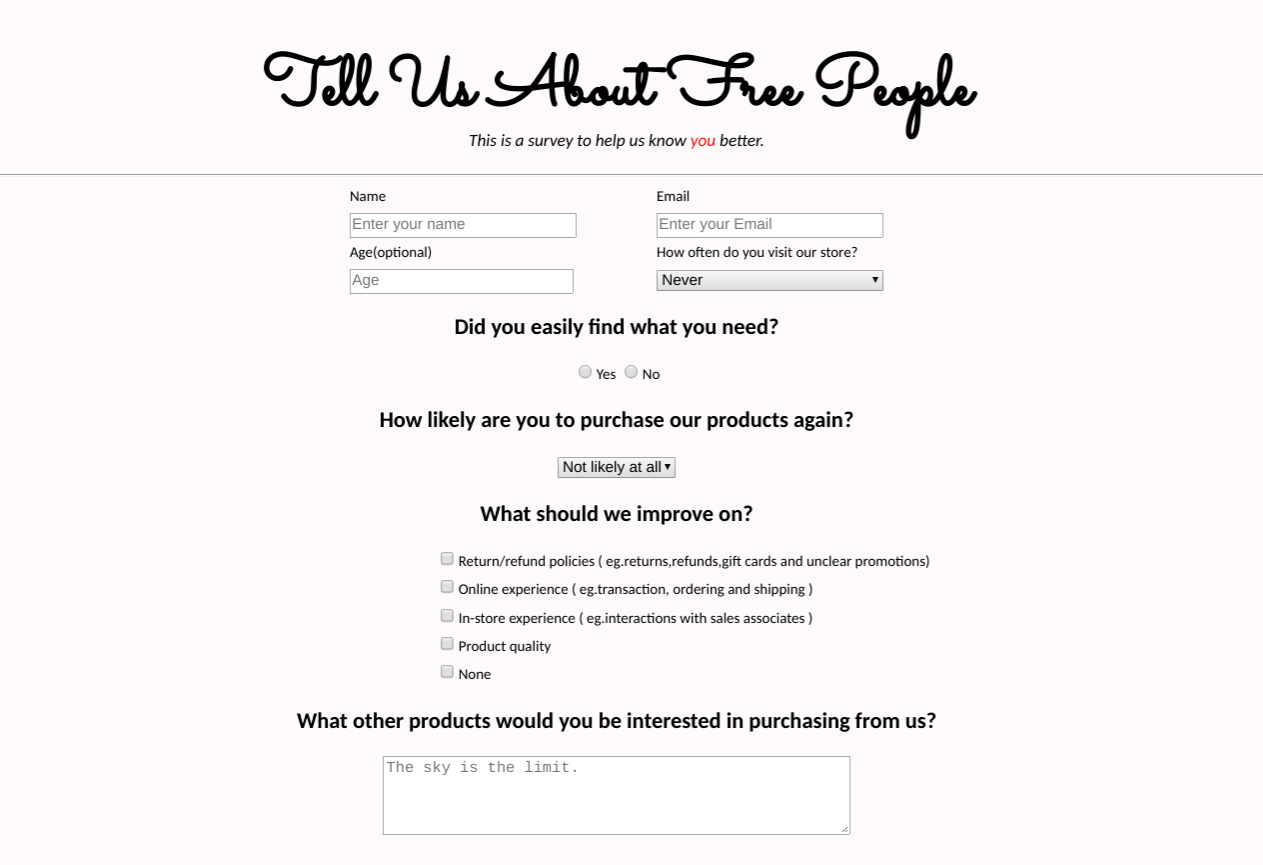 Tell Us About Free People
This is a survey to help us know you better.
Name Email
Enter your name Enter your Email
Age(optional) How often do you visit our store?
Age Never
Did you easily find what you need?
Yes No
How likely are you to purchase our products again?
Not likely at all
What should we improve on?
Return/refund policies ( eg.returns,refunds,gift cards and unclear promotions)
Online experience ( eg.transaction, ordering and shipping )
In-store experience ( eg.interactions with sales associates )
Product quality
None
What other products would you be interested in purchasing from us?
The sky is the limit.